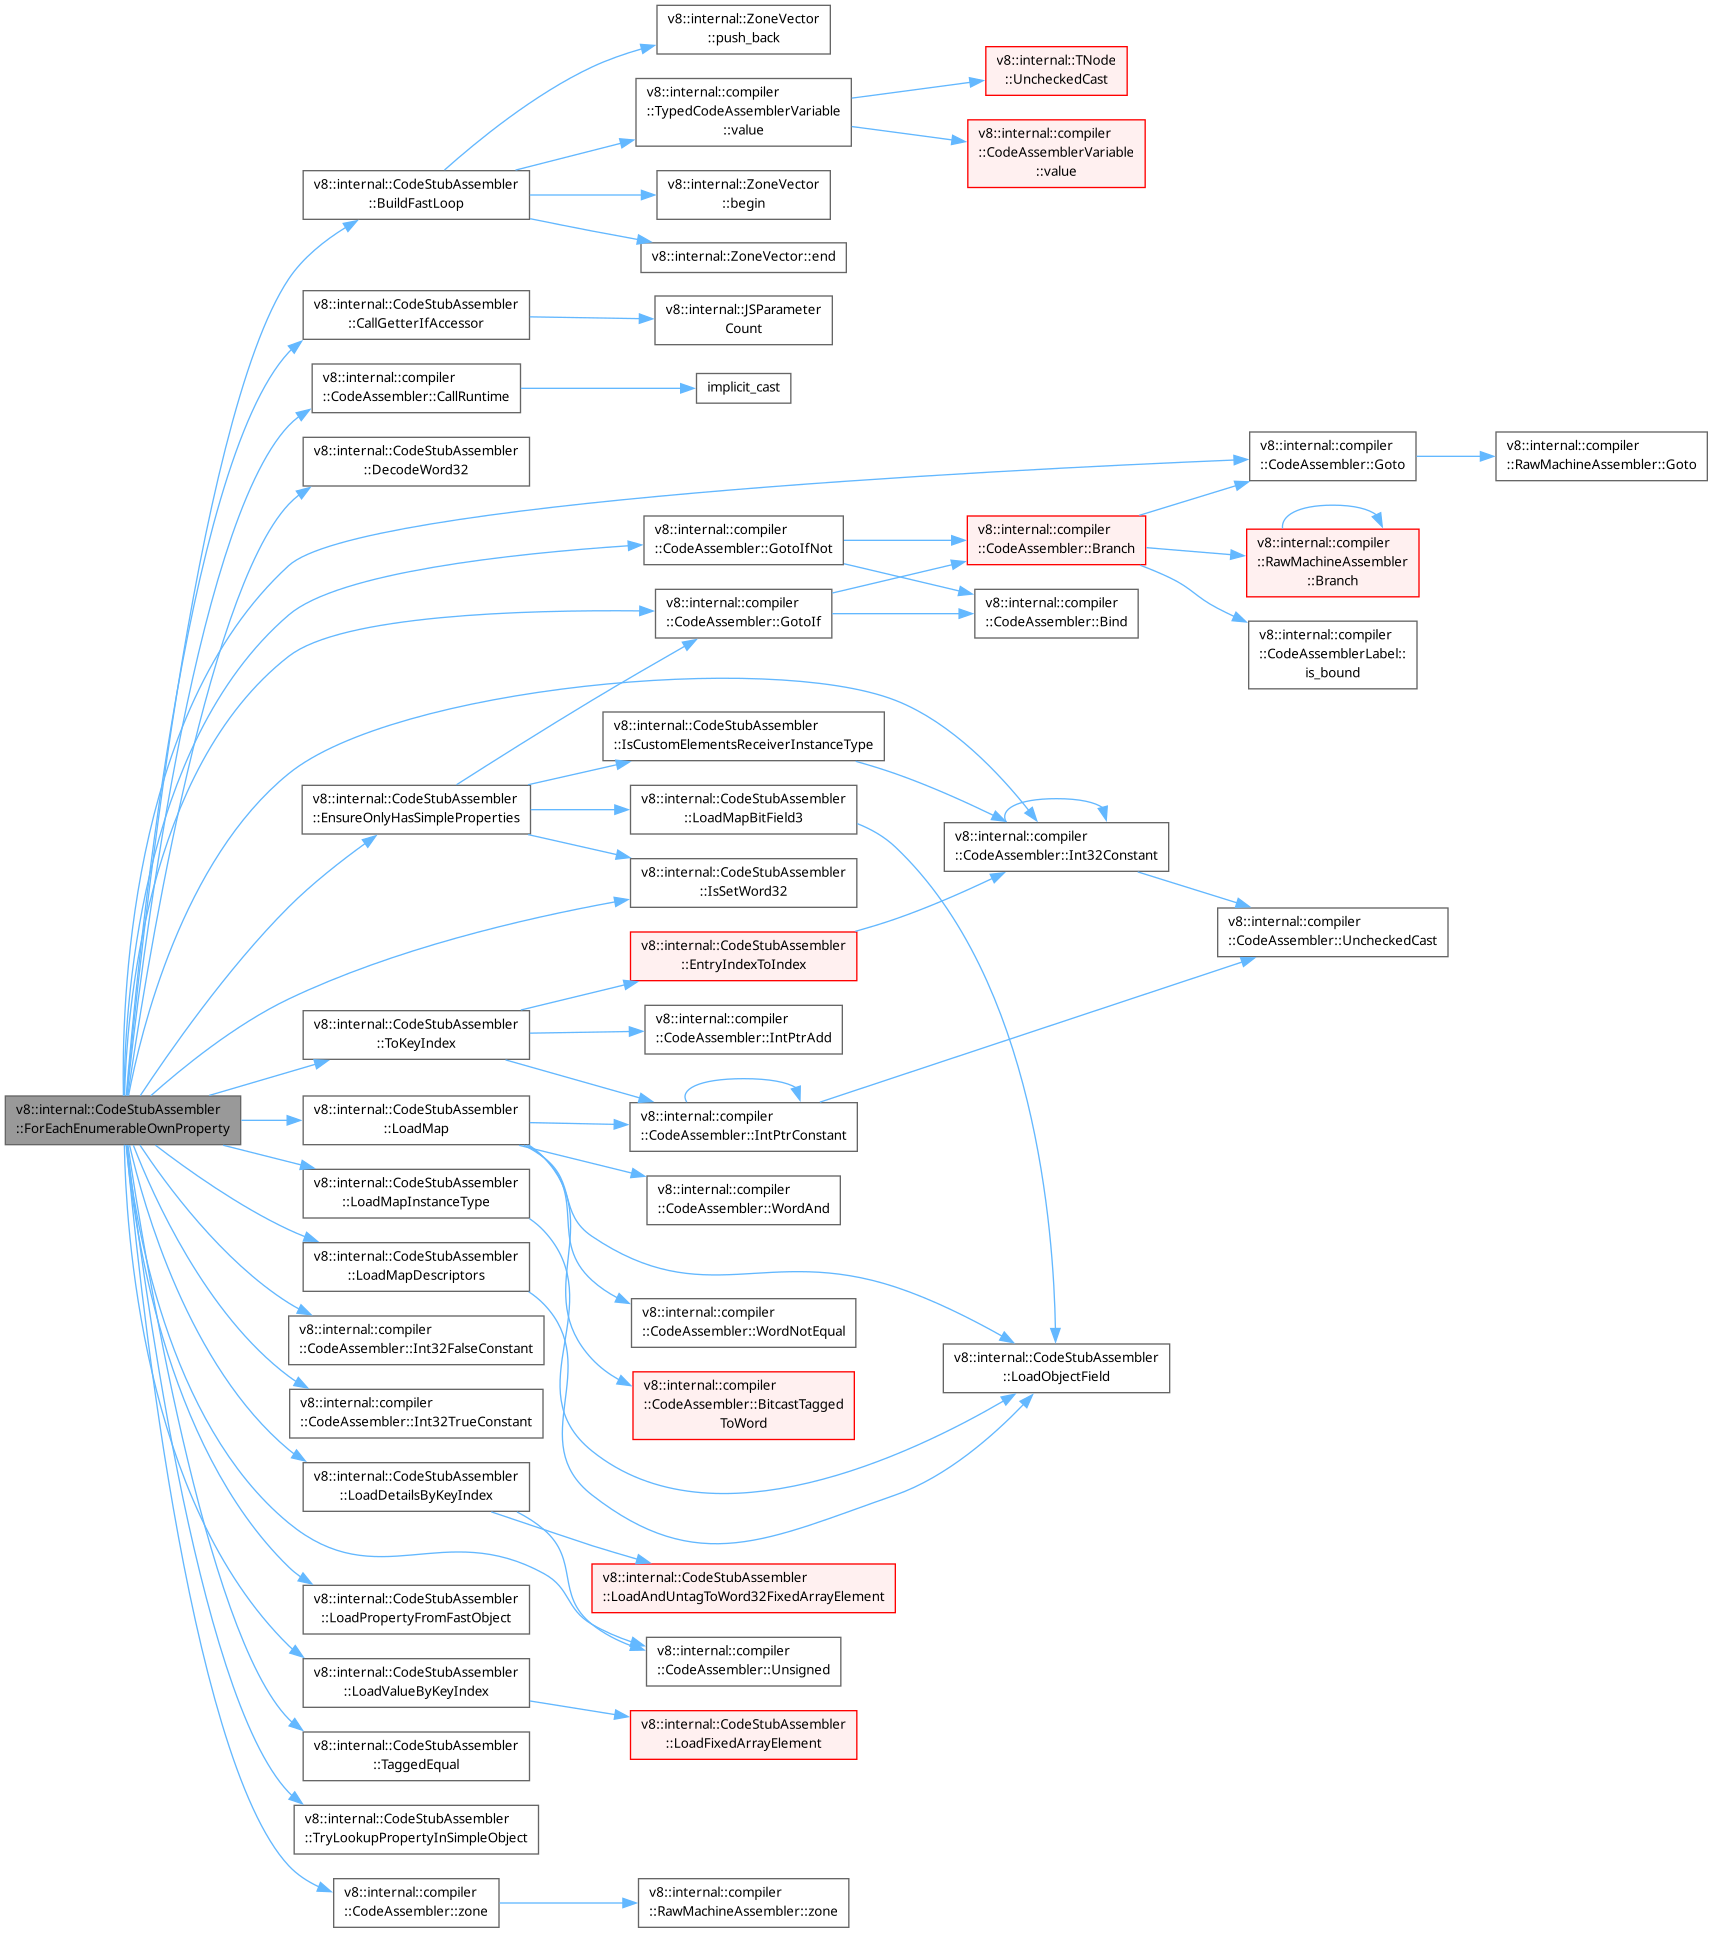 v8::internal::ZoneVector
::push_back
v8::internal::TNode
::UncheckedCast
v8::internal::compiler
::TypedCodeAssemblerVariable
::value
v8::internal::compiler
::CodeAssemblerVariable
::value
v8::internal::CodeStubAssembler
::BuildFastLoop
v8::internal::ZoneVector
::begin
v8::internal::ZoneVector::end
v8::internal::CodeStubAssembler
::CallGetterIfAccessor
v8::internal::JSParameter
Count
v8::internal::compiler
::CodeAssembler::CallRuntime
implicit_cast
v8::internal::CodeStubAssembler
::DecodeWord32
v8::internal::compiler
::CodeAssembler::Goto
v8::internal::compiler
::RawMachineAssembler::Goto
v8::internal::compiler
::CodeAssembler::GotoIfNot
v8::internal::compiler
::CodeAssembler::Branch
v8::internal::compiler
::RawMachineAssembler
::Branch
v8::internal::compiler
::CodeAssembler::GotoIf
v8::internal::compiler
::CodeAssembler::Bind
v8::internal::compiler
::CodeAssemblerLabel::
is_bound
v8::internal::CodeStubAssembler
::IsCustomElementsReceiverInstanceType
v8::internal::CodeStubAssembler
::EnsureOnlyHasSimpleProperties
v8::internal::CodeStubAssembler
::LoadMapBitField3
v8::internal::compiler
::CodeAssembler::Int32Constant
v8::internal::CodeStubAssembler
::IsSetWord32
v8::internal::compiler
::CodeAssembler::UncheckedCast
v8::internal::CodeStubAssembler
::EntryIndexToIndex
v8::internal::CodeStubAssembler
::ToKeyIndex
v8::internal::compiler
::CodeAssembler::IntPtrAdd
v8::internal::CodeStubAssembler
::ForEachEnumerableOwnProperty
v8::internal::CodeStubAssembler
::LoadMap
v8::internal::compiler
::CodeAssembler::IntPtrConstant
v8::internal::CodeStubAssembler
::LoadMapInstanceType
v8::internal::compiler
::CodeAssembler::WordAnd
v8::internal::CodeStubAssembler
::LoadMapDescriptors
v8::internal::compiler
::CodeAssembler::Int32FalseConstant
v8::internal::compiler
::CodeAssembler::WordNotEqual
v8::internal::CodeStubAssembler
::LoadObjectField
v8::internal::compiler
::CodeAssembler::Int32TrueConstant
v8::internal::compiler
::CodeAssembler::BitcastTagged
ToWord
v8::internal::CodeStubAssembler
::LoadDetailsByKeyIndex
v8::internal::CodeStubAssembler
::LoadAndUntagToWord32FixedArrayElement
v8::internal::CodeStubAssembler
::LoadPropertyFromFastObject
v8::internal::compiler
::CodeAssembler::Unsigned
v8::internal::CodeStubAssembler
::LoadValueByKeyIndex
v8::internal::CodeStubAssembler
::LoadFixedArrayElement
v8::internal::CodeStubAssembler
::TaggedEqual
v8::internal::CodeStubAssembler
::TryLookupPropertyInSimpleObject
v8::internal::compiler
::CodeAssembler::zone
v8::internal::compiler
::RawMachineAssembler::zone